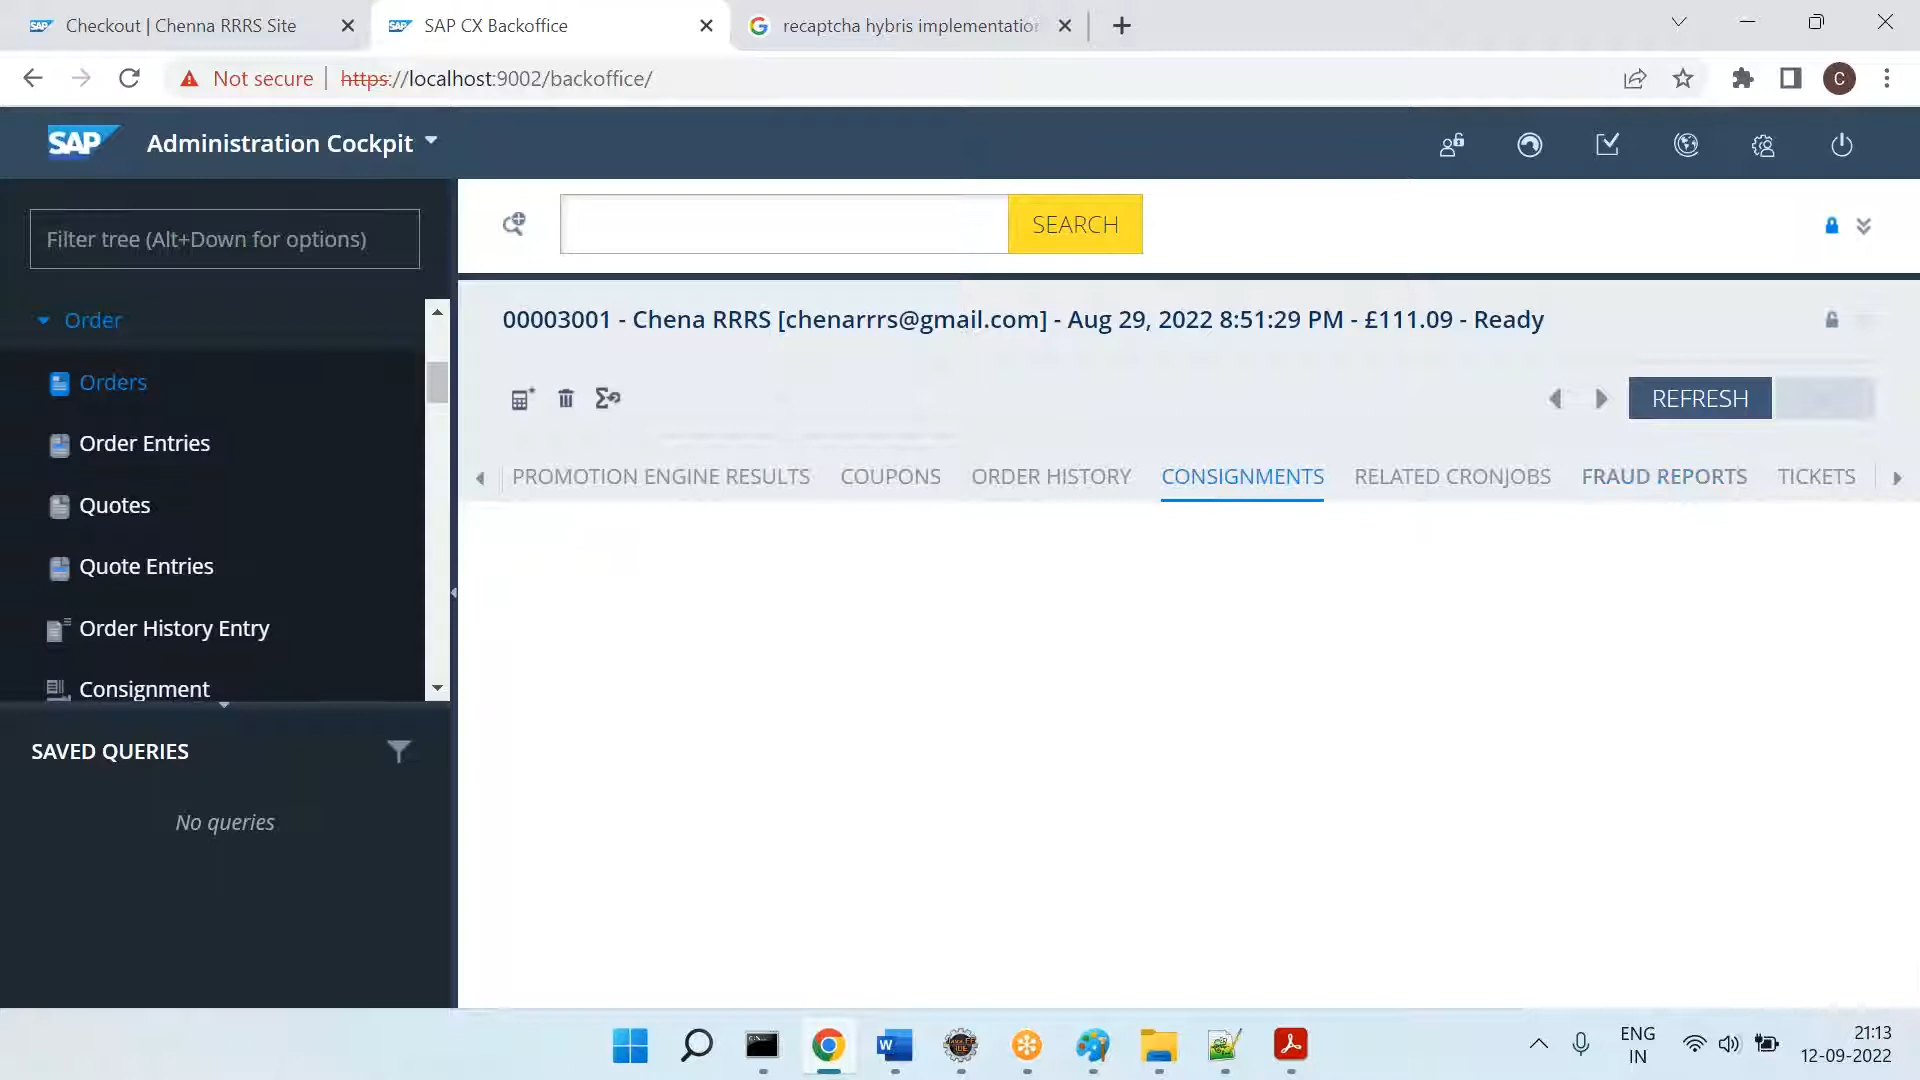 SAP Checkout | Chenna RRRS Site
SAP SAP CX Backoffice
recaptcha hybris implementation
Not secure | https://localhost:9002/backoffice/
C
SAP Administration Cockpit
Filter tree (Alt+Down for options)
SEARCH
Order
Orders
Order Entries
Quotes
Quote Entries
Order History Entry
Consignment
SAVED QUERIES
No queries
00003001 - Chena RRRS [chenarrrs@gmail.com] - Aug 29, 2022 8:51:29 PM - £111.09 - Ready
REFRESH
PROMOTION ENGINE RESULTS COUPONS ORDER HISTORY CONSIGNMENTS RELATED CRONJOBS FRAUD REPORTS TICKETS
ENG
IN
21:13
12-09-2022